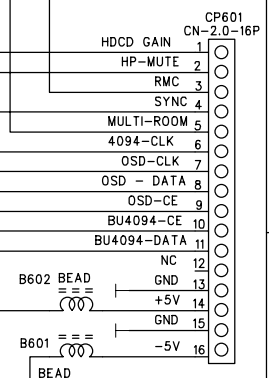 CP601
CN-2.0-16P
HDCD GAIN 1
HP-MUTE 2
RMC 3
SYNC 4
MULTI-ROOM 5
4094-CLK 6
OSD-CLK 7
OSD - DATA 8
OSD-CE 9
BU4094-CE 10
BU4094-DATA 11
NC 12
B602 BEAD
GND 13
+5V 14
GND 15
B601
-5V 16
BEAD